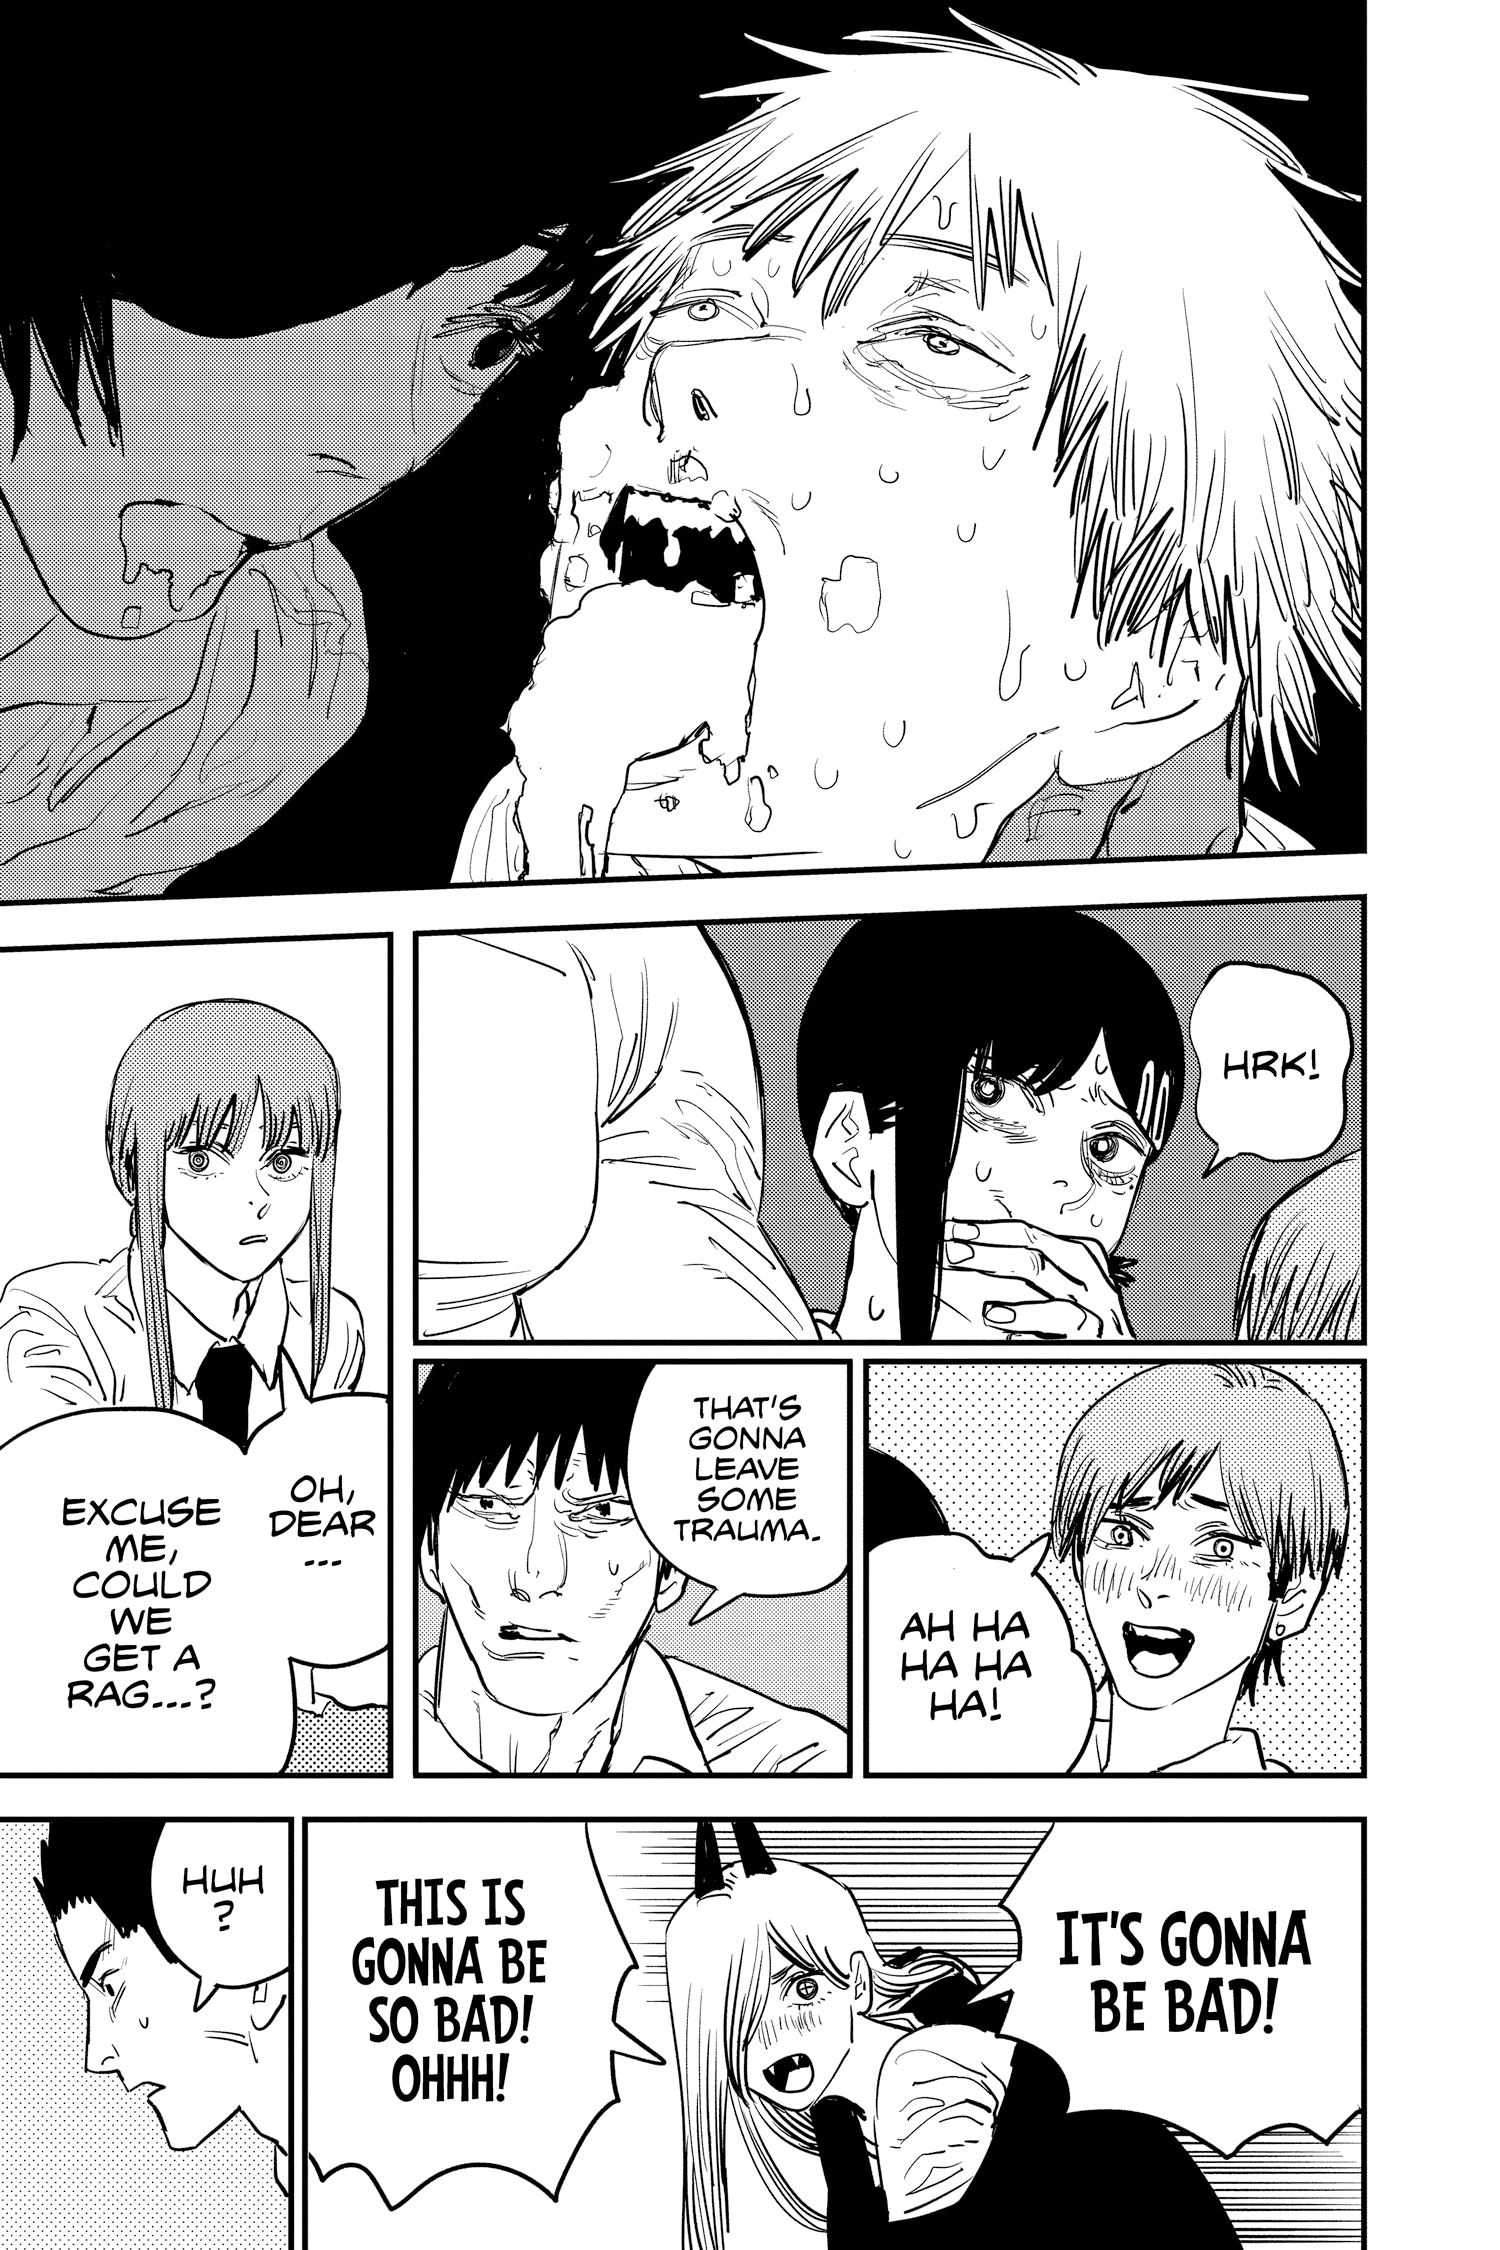 HRK!
AH HA
HA HA
HA!
THAT'S
GONNA
LEAVE
SOME
TRAUMA.
OH,
DEAR
...
EXCUSE
ME,
COULD
WE
GET A
RAG...?
IT'S GONNA
BE BAD!
THIS IS
GONNA BE
SO BAD!
OHHH!
HUH
?